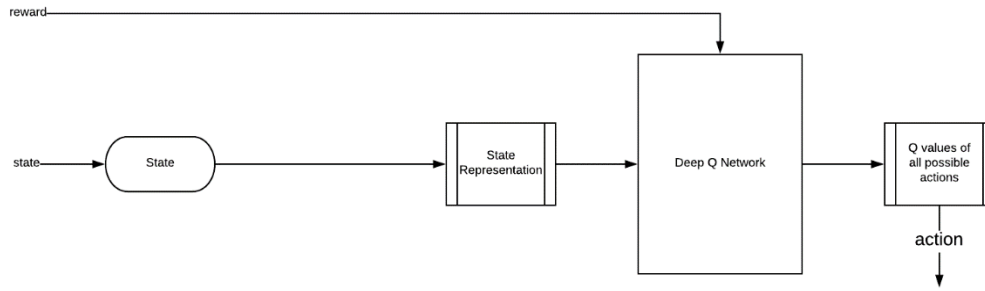 reward
state
State
State
Representation
Deep Q Network
Q values of
all possible
actions
action